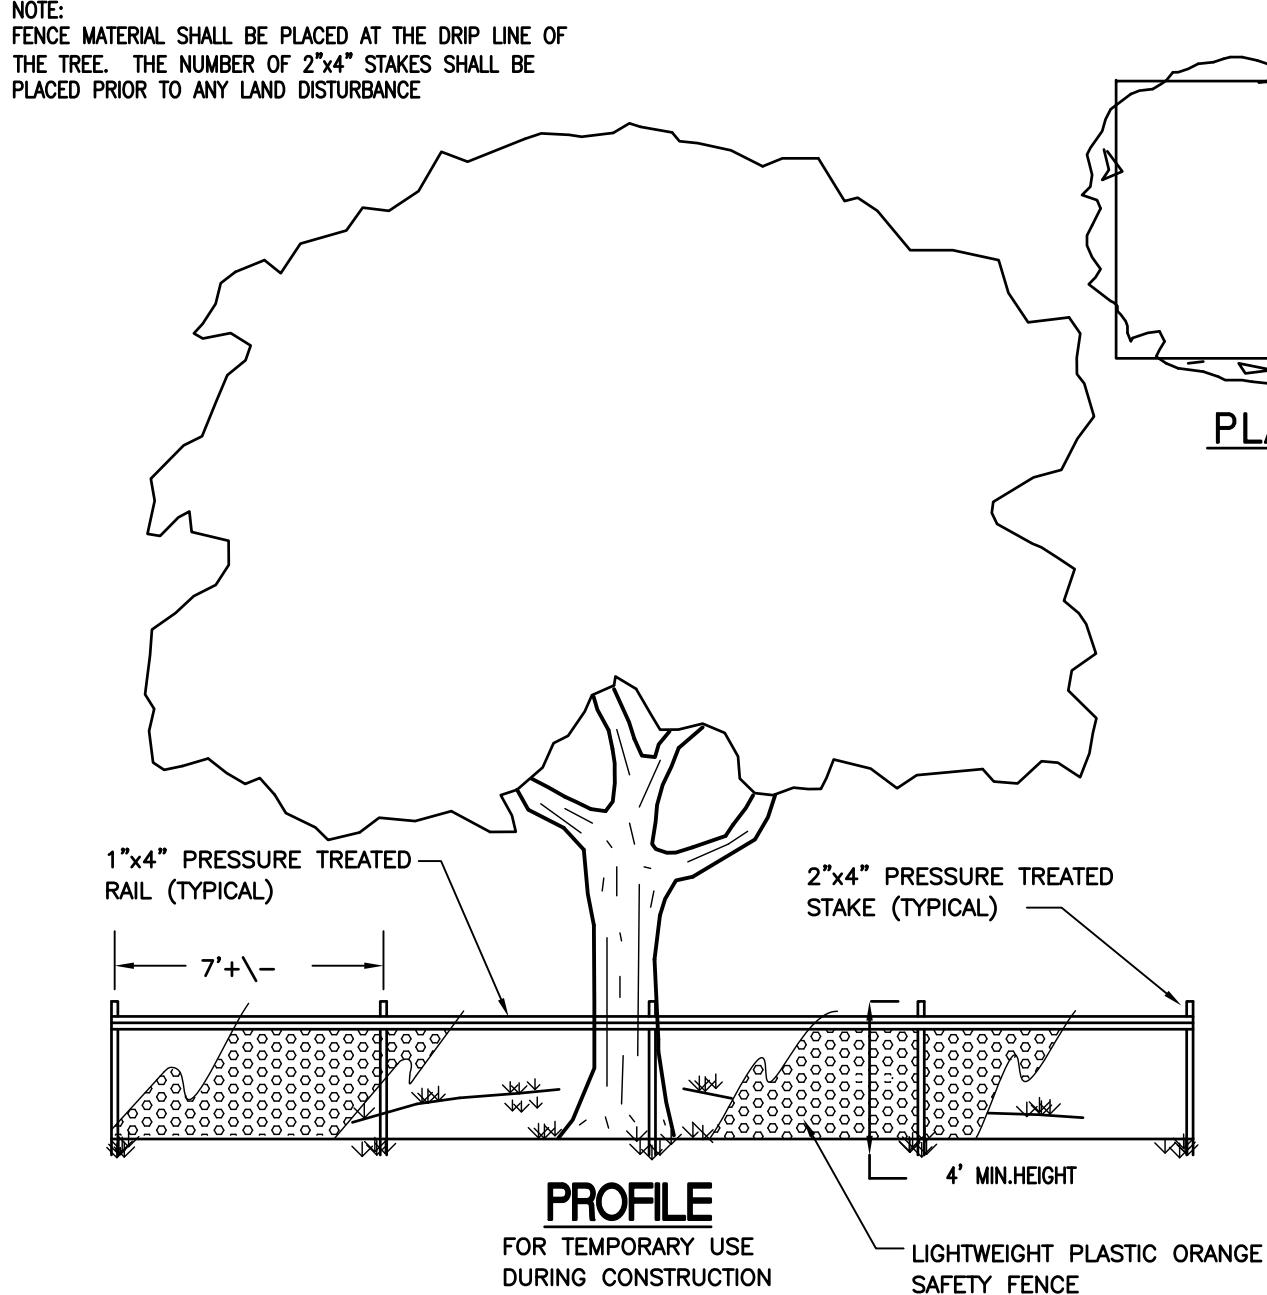 NOTE:
FENCE MATERIAL SHALL BE PLACED AT THE DRIP LINE OF
THE TREE. THE NUMBER OF 2"x4" STAKES SHALL BE
PLACED PRIOR TO ANY LAND DISTURBANCE
1"x4" PRESSURE TREATED
RAIL (TYPICAL)
2"x4" PRESSURE TREATED
STAKE (TYPICAL)
7'+\-
4' MIN.HEIGHT
PROFILE
FOR TEMPORARY USE
DURING CONSTRUCTION
LIGHTWEIGHT PLASTIC ORANGE
SAFETY FENCE